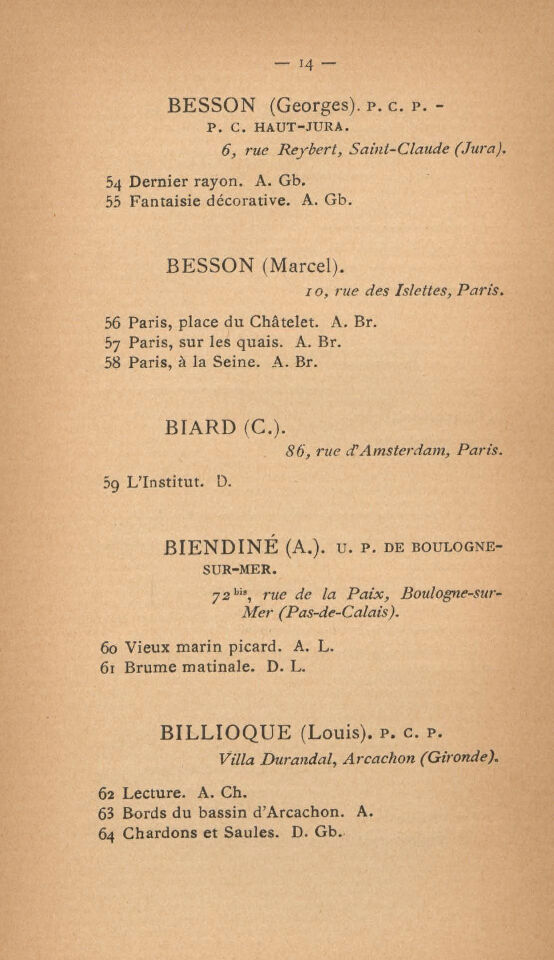 — 14 —
BESSON (Georges). P. C. P. -
P. C. HAUT-JURA.
6, rue Reybert, Saint-Claude (Jura).
54 Dernier rayon. A. Gb.
55 Fantaisie décorative. A. Gb.
BESSON (Marcel).
10, rue des Islettes, Paris.
56 Paris, place du Châtelet. A. Br.
57 Paris, sur les quais. A. Br.
58 Paris, à la Seine. A. Br.
BIARD (C.).
86, rue d'Amsterdam, Paris.
59 L'Institut. D.
BIENDINÉ (A.). U. P. DE BOULOGNE-
SUR-MER.
72 bis, rue de la Paix, Boulogne-sur-
Mer (Pas-de-Calais).
60 Vieux marin picard. A. L.
61 Brume matinale. D. L.
BILLIOQUE (Louis). P. C. P.
Villa Durandal, Arcachon (Gironde).
62 Lecture. A. Ch.
63 Bords du bassin d'Arcachon. A.
64 Chardons et Saules. D. Gb.